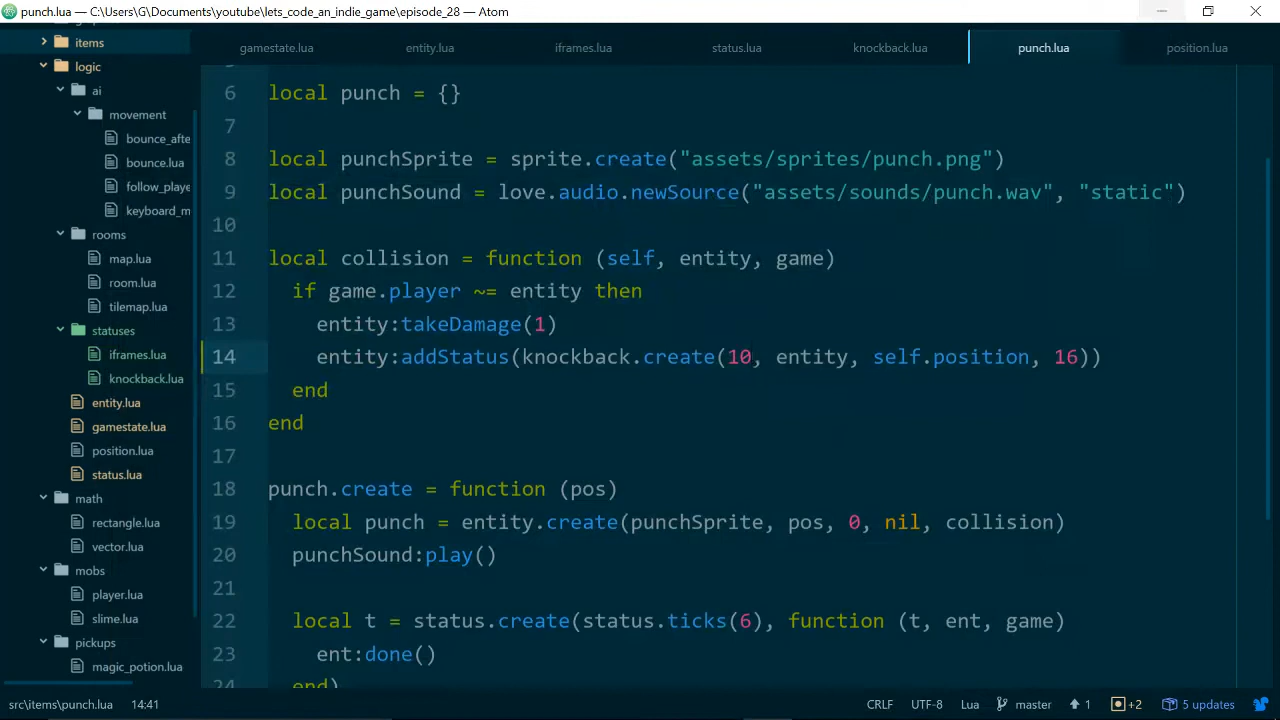 punch.lua — C:\Users\G\Documents\youtube\lets_code_an_indie_game\episode_28 — Atom
gamestate.lua entity.lua iframes.lua status.lua knockback.lua punch.lua position.lua
items
logic
ai
movement
bounce_afte
bounce.lua
follow_playe
keyboard_m
rooms
map.lua
room.lua
tilemap.lua
statuses
iframes.lua
knockback.lua
entity.lua
gamestate.lua
position.lua
status.lua
math
rectangle.lua
vector.lua
mobs
player.lua
slime.lua
pickups
magic_potion.lua
6 local punch = {}
7
8 local punchSprite = sprite.create("assets/sprites/punch.png")
9 local punchSound = love.audio.newSource("assets/sounds/punch.wav", "static")
10
11 local collision = function (self, entity, game)
12 if game.player ~= entity then
13 entity:takeDamage(1)
14 entity:addStatus(knockback.create(10, entity, self.position, 16))
15 end
16 end
17
18 punch.create = function (pos)
19 local punch = entity.create(punchSprite, pos, 0, nil, collision)
20 punchSound:play()
21
22 local t = status.create(status.ticks(6), function (t, ent, game)
23 ent:done()
24 end)
src\items\punch.lua 14:41 CRLF UTF-8 Lua master 1 +2 5 updates